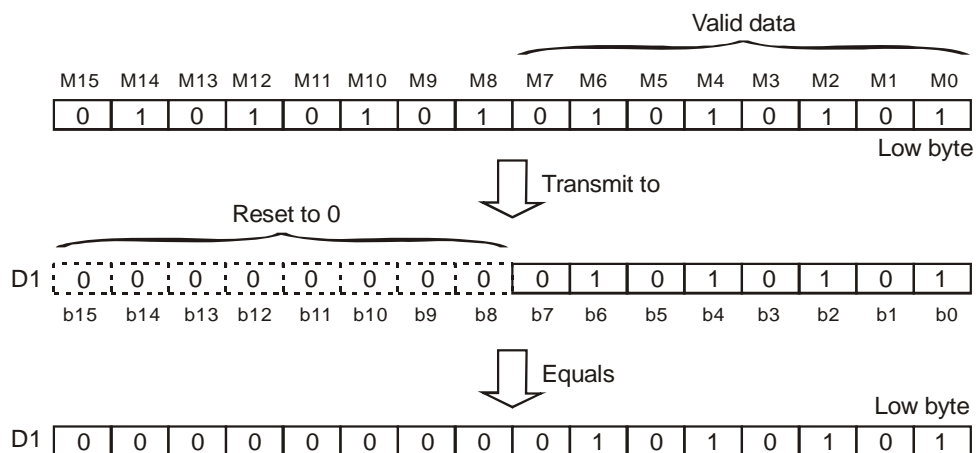 Valid data
M15 M14 M13 M12 M11 M10 M9 M8 M7 M6 M5 M4 M3 M2 M1 M0
0 1 0 1 0 1 0 1 0 1 0 1 0 1 0 1
Low byte
Transmit to
Reset to 0
D1 0 0 0 0 0 0 0 0 0 1 0 1 0 1 0 1
b15 b14 b13 b12 b11 b10 b9 b8 b7 b6 b5 b4 b3 b2 b1 b0
Equals
Low byte
D1 0 0 0 0 0 0 0 0 0 1 0 1 0 1 0 1